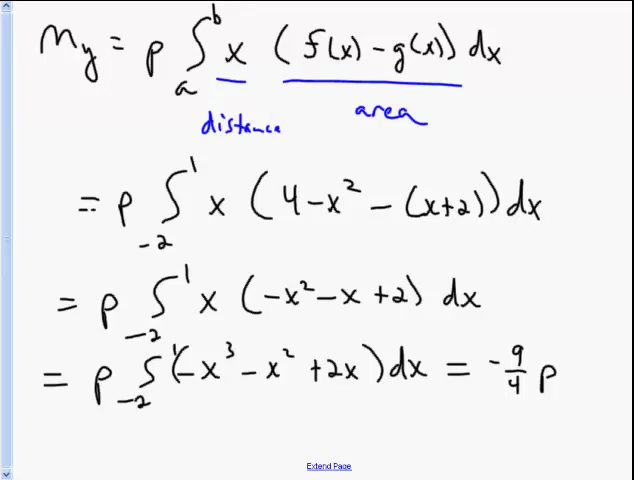 My = ρ ∫_a^b x (f(x) - g(x)) dx
distance area
= ρ ∫_{-2}^1 x (4 - x² - (x+2)) dx
= ρ ∫_{-2}^1 x (-x² - x + 2) dx
= ρ ∫_{-2}^1 (-x³ - x² + 2x) dx = -9/4 ρ
Extend Page